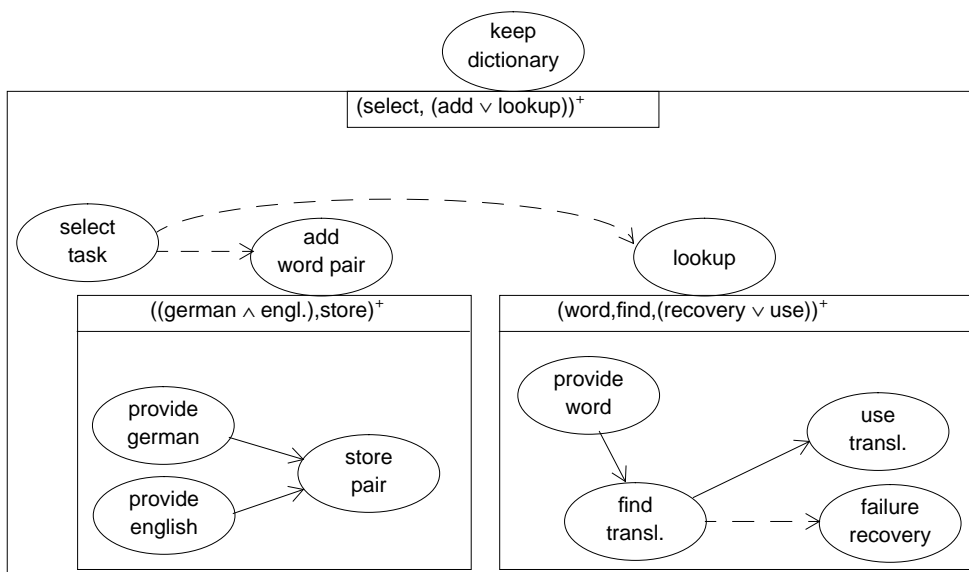 keep
dictionary
(select, (add ∨ lookup))⁺
select
task
add
word pair
lookup
((german ∧ engl.),store)⁺
(word,find,(recovery ∨ use))⁺
provide
german
provide
english
store
pair
provide
word
find
transl.
use
transl.
failure
recovery